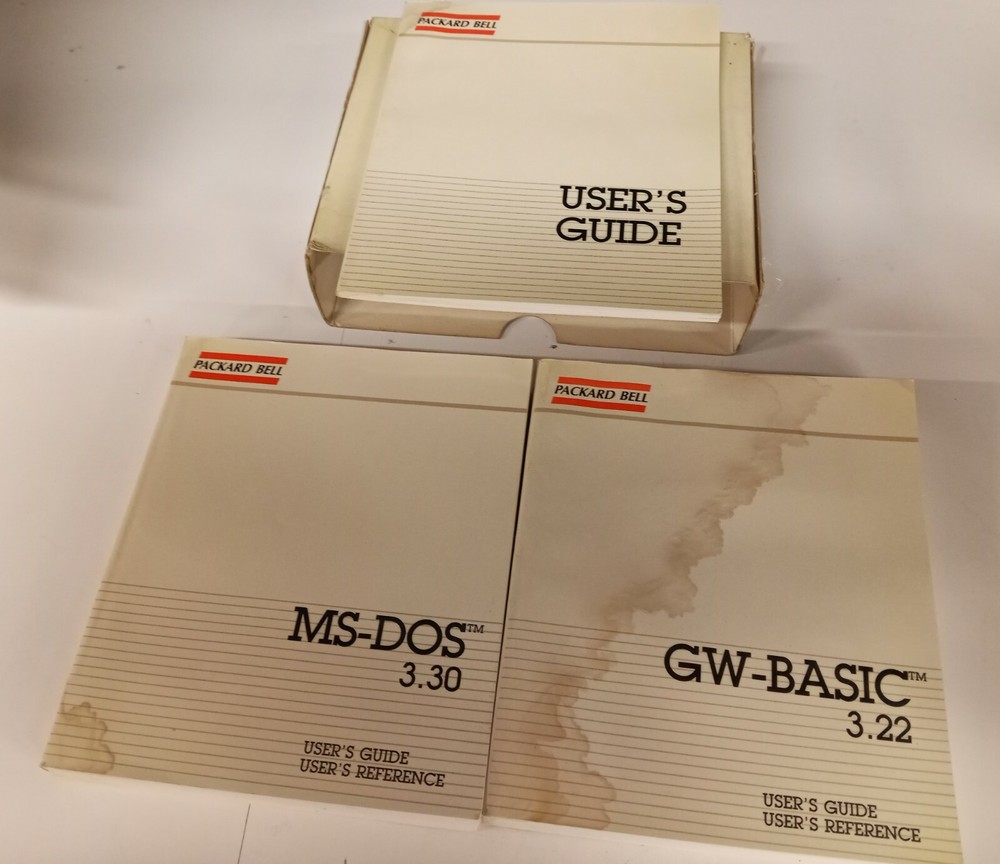 PACKARD BELL
USER'S
GUIDE
PACKARD BELL
MS-DOS™
3.30
USER'S GUIDE
USER'S REFERENCE
PACKARD BELL
GW-BASIC™
3.22
USER'S GUIDE
USER'S REFERENCE